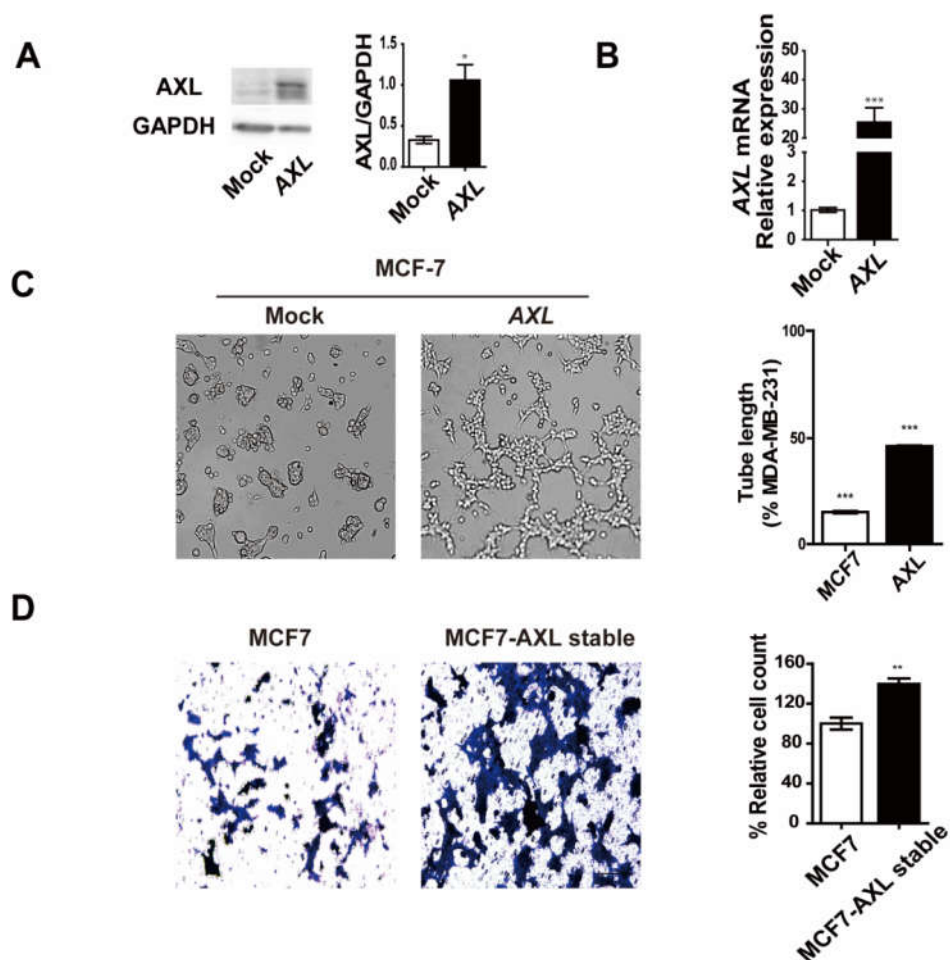 A
AXL
GAPDH
Mock
AXL
AXL/GAPDH
1.5
1.0
0.5
0.0
*
Mock
AXL
B
AXL mRNA
Relative expression
50
40
30
20
3
2
1
0
***
Mock
AXL
C
MCF-7
Mock
AXL
Tube length
(% MDA-MB-231)
100
50
0
***
***
MCF7
AXL
D
MCF7
MCF7-AXL stable
% Relative cell count
160
120
80
40
0
**
MCF7
MCF7-AXL stable